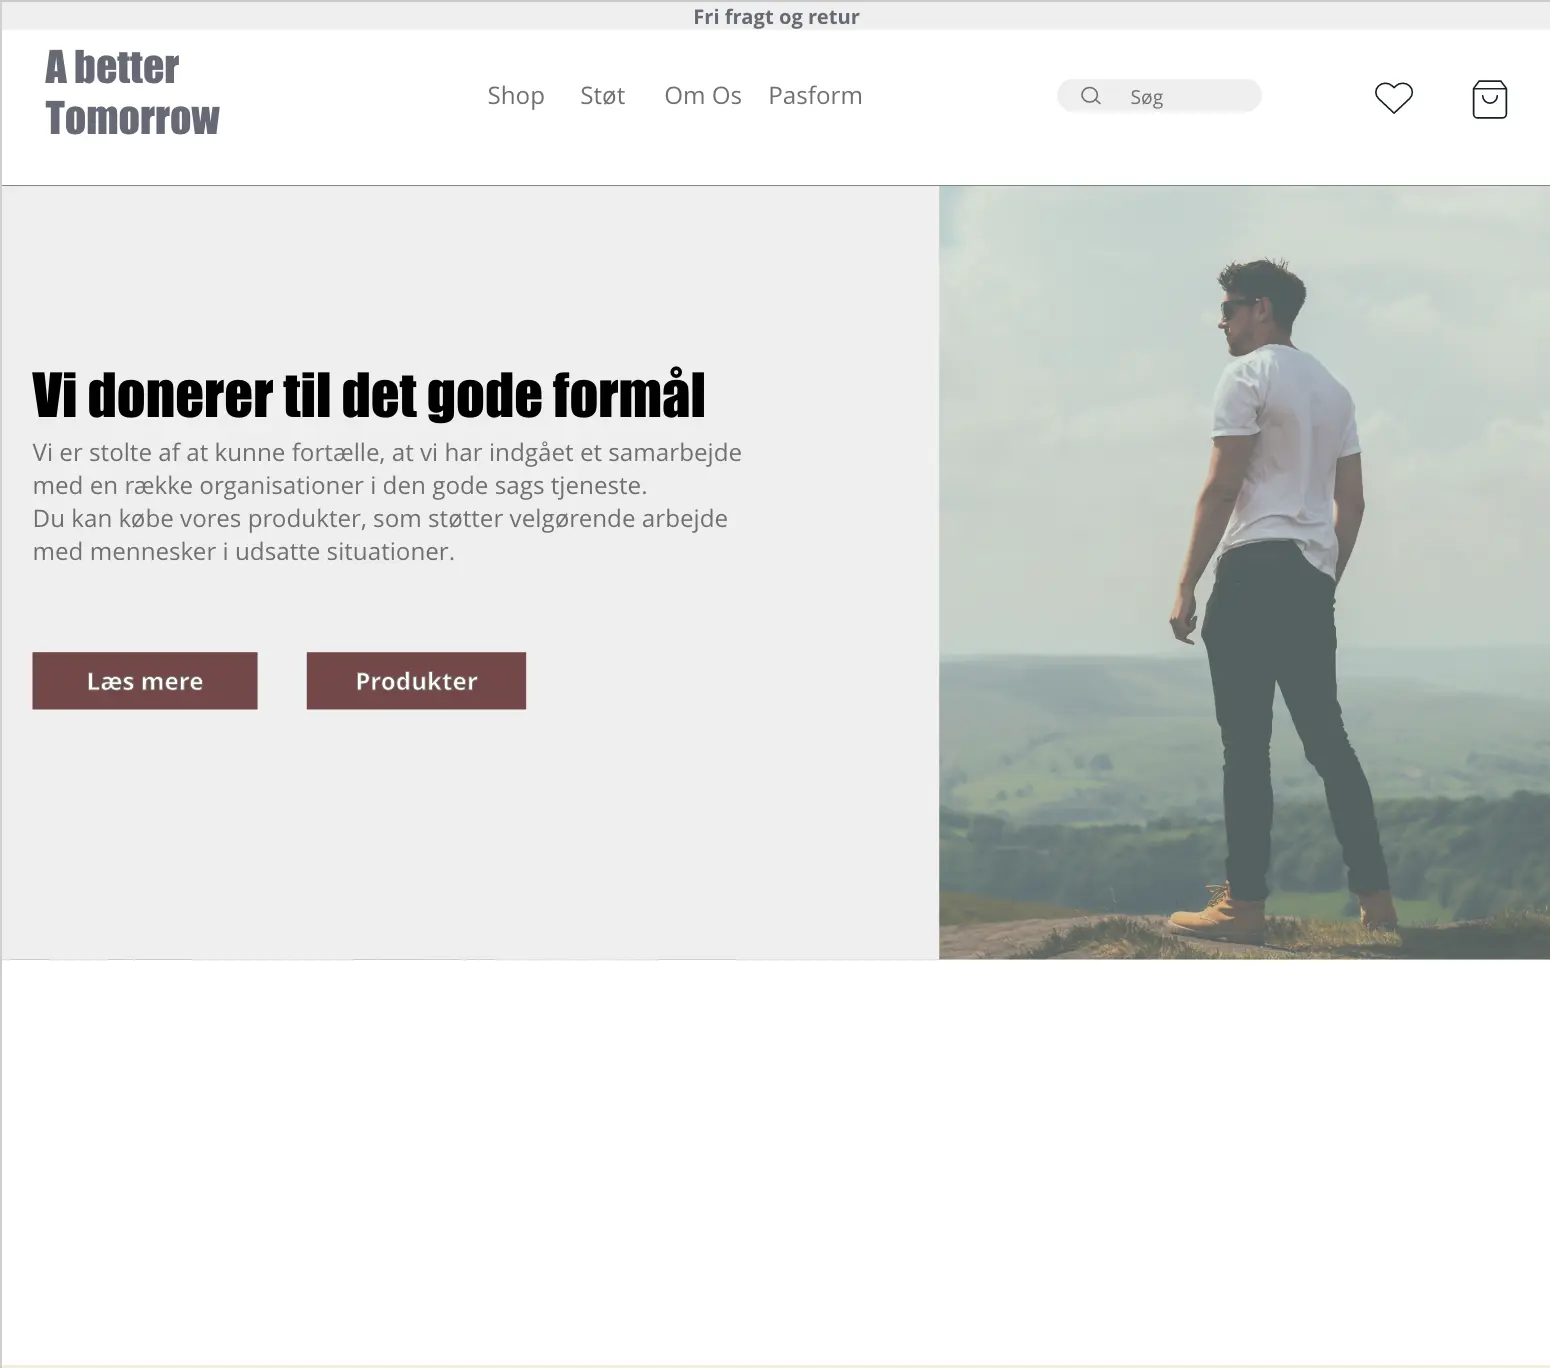 Fri fragt og retur
A better
Tomorrow
Shop Støt Om Os Pasform
Søg
Vi donerer til det gode formål
Vi er stolte af at kunne fortælle, at vi har indgået et samarbejde
med en række organisationer i den gode sags tjeneste.
Du kan købe vores produkter, som støtter velgørende arbejde
med mennesker i udsatte situationer.
Læs mere
Produkter